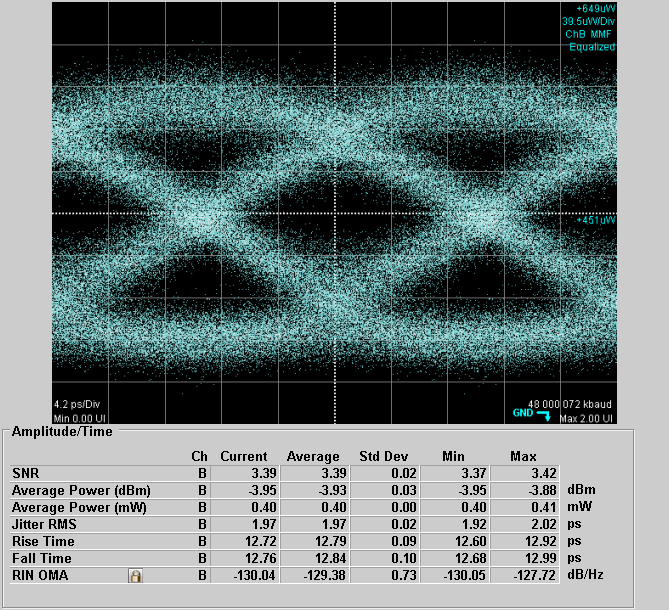 +649uW
39.5uW/Div
ChB MMF
Equalized
+451uW
4.2 ps/Div
48 000 072 kbaud
Min 0.00 UI
GND
Max 2.00 UI
Amplitude/Time
Ch Current Average Std Dev Min Max
SNR B 3.39 3.39 0.02 3.37 3.42
Average Power (dBm) B -3.95 -3.93 0.03 -3.95 -3.88 dBm
Average Power (mW) B 0.40 0.40 0.00 0.40 0.41 mW
Jitter RMS B 1.97 1.97 0.02 1.92 2.02 ps
Rise Time B 12.72 12.79 0.09 12.60 12.92 ps
Fall Time B 12.76 12.84 0.10 12.68 12.99 ps
RIN OMA B -130.04 -129.38 0.73 -130.05 -127.72 dB/Hz